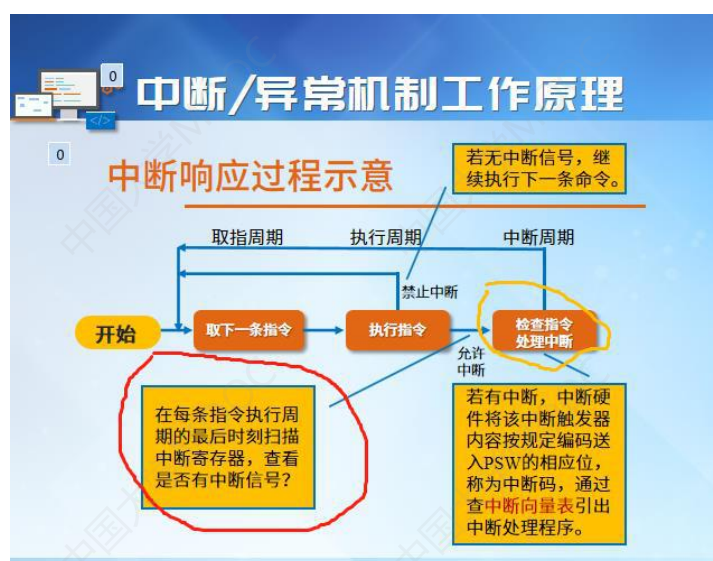 0
中断/异常机制工作原理
0
中断响应过程示意
若无中断信号，继
续执行下一条命令。
取指周期 执行周期 中断周期
禁止中断
开始
取下一条指令
执行指令
检查指令
处理中断
允许
中断
在每条指令执行周
期的最后时刻扫描
中断寄存器，查看
是否有中断信号？
若有中断，中断硬
件将该中断触发器
内容按规定编码送
入PSW的相应位，
称为中断码，通过
查中断向量表引出
中断处理程序。